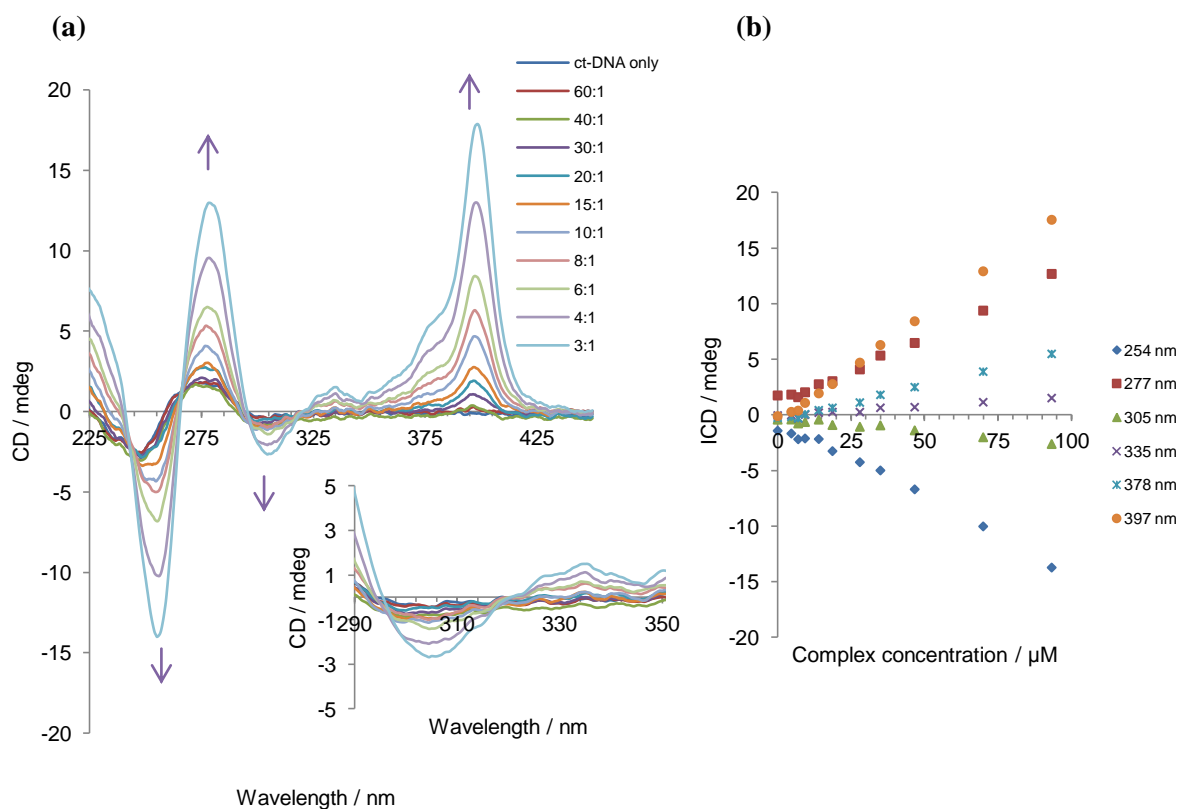 (a)
20
15
10
5
0
-5
-10
-15
-20
CD / mdeg
225 275 325 375 425
Wavelength / nm
ct-DNA only
60:1
40:1
30:1
20:1
15:1
10:1
8:1
6:1
4:1
3:1
5
3
1
-1
-3
-5
CD / mdeg
290 310 330 350
Wavelength / nm
(b)
20
15
10
5
0
-5
-10
-15
-20
ICD / mdeg
0 25 50 75 100
Complex concentration / µM
254 nm
277 nm
305 nm
335 nm
378 nm
397 nm